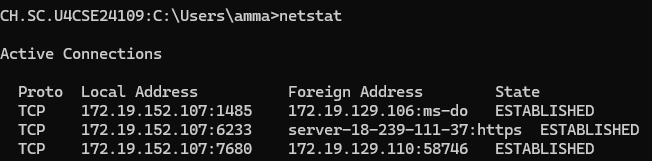 CH.SC.U4CSE24109:C:\Users\amma>netstat
Active Connections
Proto  Local Address          Foreign Address        State
TCP    172.19.152.107:1485    172.19.129.106:ms-do   ESTABLISHED
TCP    172.19.152.107:6233    server-18-239-111-37:https  ESTABLISHED
TCP    172.19.152.107:7680    172.19.129.110:58746   ESTABLISHED